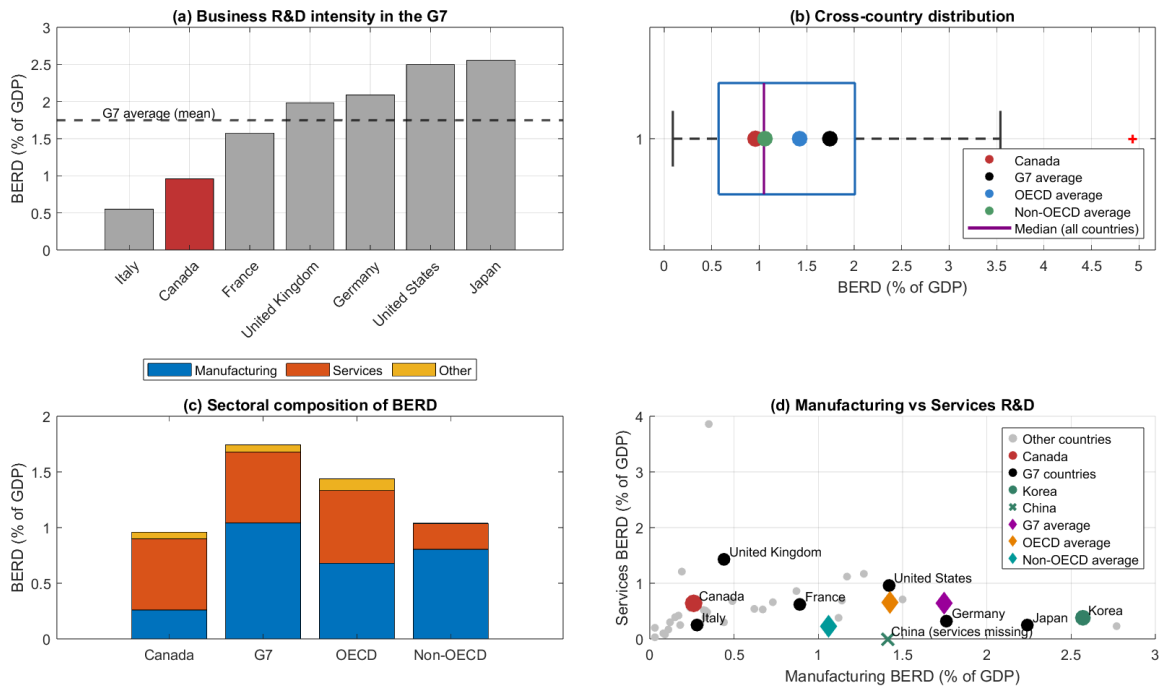 (a) Business R&D intensity in the G7
BERD (% of GDP)
3
2.5
2
1.5
1
0.5
0
G7 average (mean)
Italy
Canada
France
United Kingdom
Germany
United States
Japan
(b) Cross-country distribution
1
Canada
G7 average
OECD average
Non-OECD average
Median (all countries)
0 0.5 1 1.5 2 2.5 3 3.5 4 4.5 5
BERD (% of GDP)
Manufacturing Services Other
(c) Sectoral composition of BERD
BERD (% of GDP)
2
1.5
1
0.5
0
Canada G7 OECD Non-OECD
(d) Manufacturing vs Services R&D
Services BERD (% of GDP)
4
3
2
1
0
Other countries
Canada
G7 countries
Korea
China
G7 average
OECD average
Non-OECD average
United Kingdom
United States
Canada
France
Italy
Germany
Japan
Korea
China (services missing)
0 0.5 1 1.5 2 2.5 3
Manufacturing BERD (% of GDP)